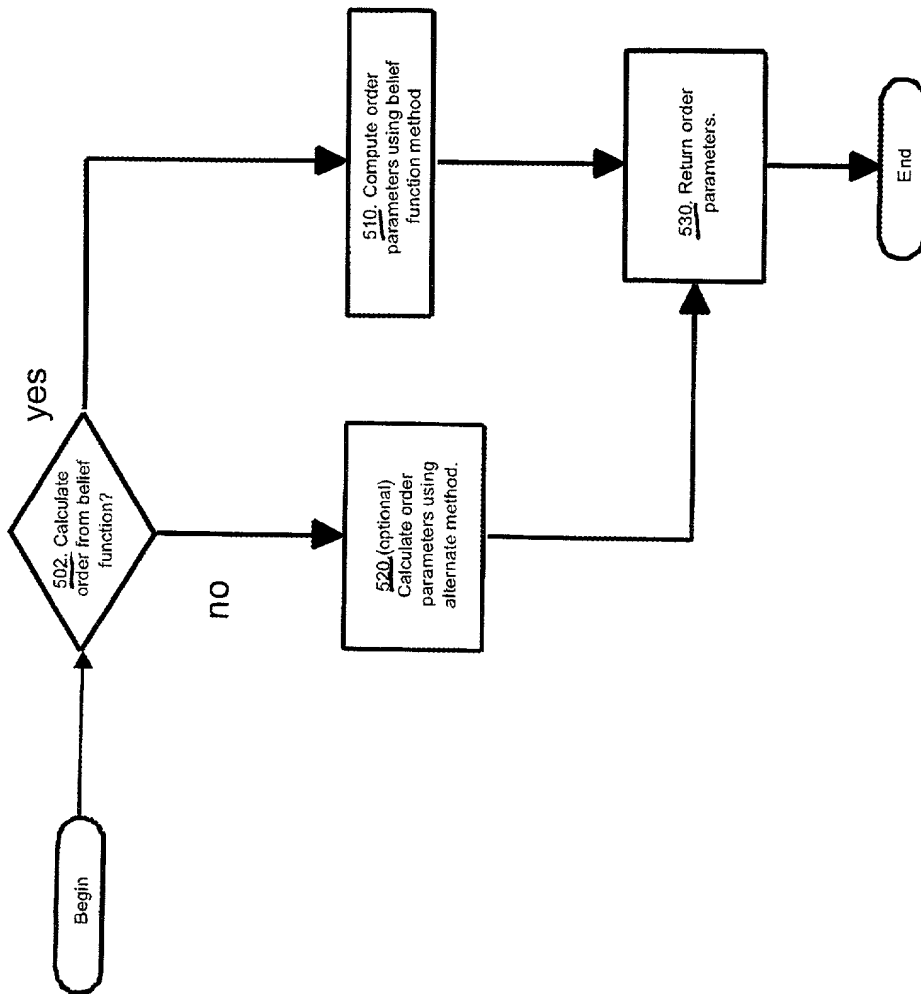 Begin
502. Calculate
order from belief
function?
yes
no
510. Compute order
parameters using belief
function method
520.(optional)
Calculate order
parameters using
alternate method.
530. Return order
parameters.
End